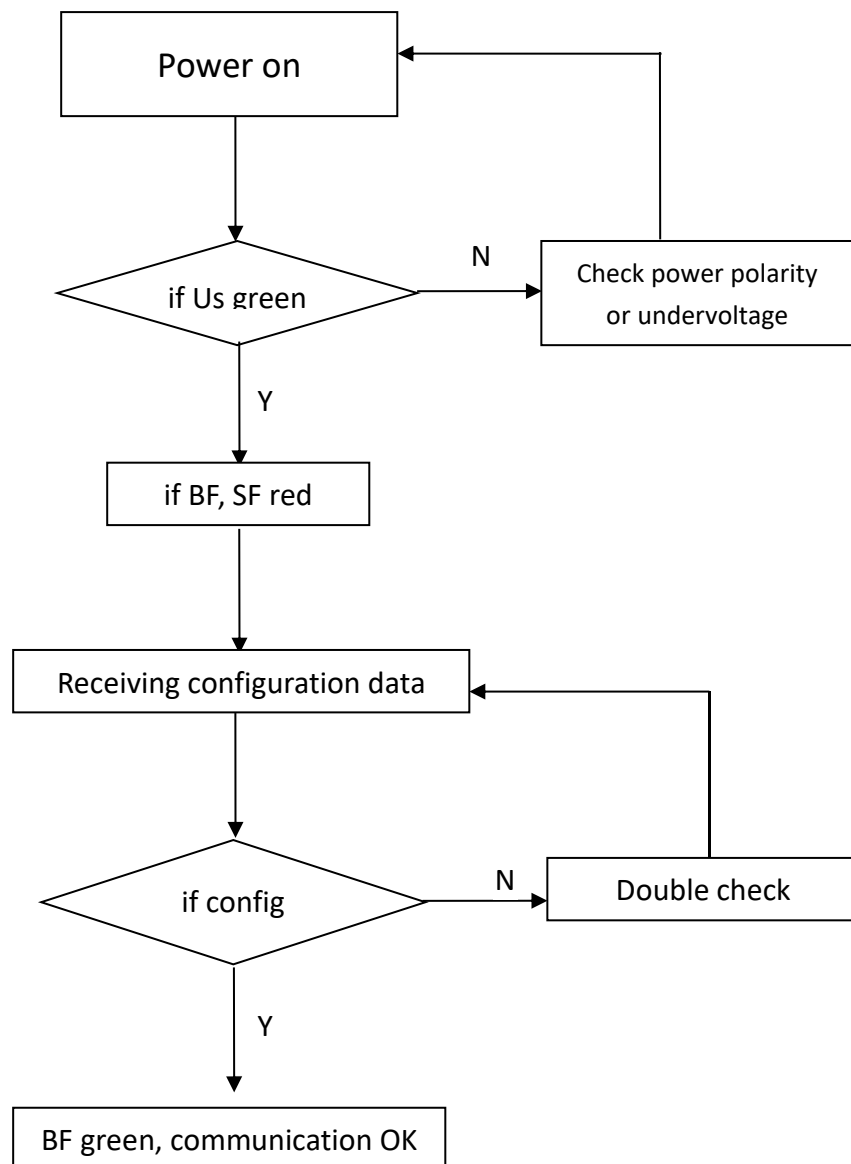 Power on
if Us green
N
Check power polarity
or undervoltage
Y
if BF, SF red
Receiving configuration data
if config
N
Double check
Y
BF green, communication OK